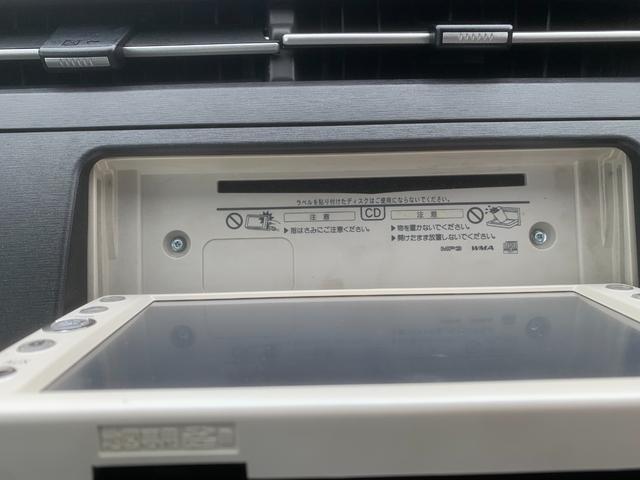 ラベルを貼り付けたディスクはご使用にならないでください。
注意 CD 注意
▶指はさみにご注意ください。
▶物を置かないでください。
▶開けたまま放置しないでください。
MP3 WMA
AUX